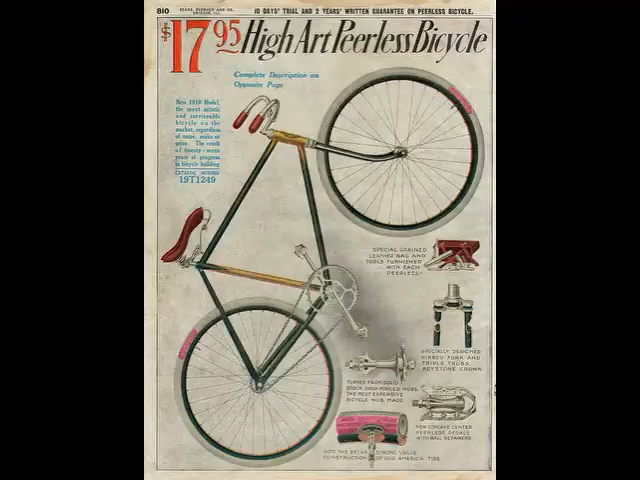 810
SEARS, ROEBUCK AND CO.
CHICAGO, ILL.
10 DAYS' TRIAL AND 2 YEARS' WRITTEN GUARANTEE ON PEERLESS BICYCLE.
$17 95 High Art Peerless Bicycle
Complete Description on
Opposite Page
New 1910 Model,
the most artistic
and serviceable
bicycle on the
market, regardless
of name, make or
price. The result
of twenty-seven
years of progress
in bicycle building
CATALOG NUMBER
19T1249
SPECIAL GRAINED
LEATHER BAG AND
TOOLS FURNISHED
WITH EACH
PEERLESS
SPECIALLY DESIGNED
RIBBED FORK AND
TRIPLE TRUSS
KEYSTONE CROWN
TURNED FROM SOLID
STOCK DROP FORGED HUBS,
THE MOST EXPENSIVE
BICYCLE HUB MADE
NEW CONCAVE CENTER
PEERLESS PEDALS
WITH BALL RETAINERS
NOTE THE EXTRA STRONG VALVE
CONSTRUCTION OF OUR AMERICA TIRE